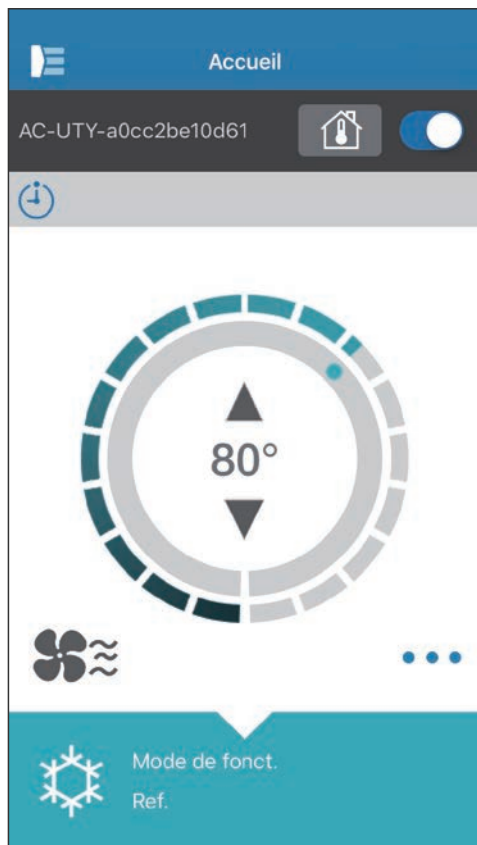 Accueil
AC-UTY-a0cc2be10d61
80°
Mode de fonct.
Ref.